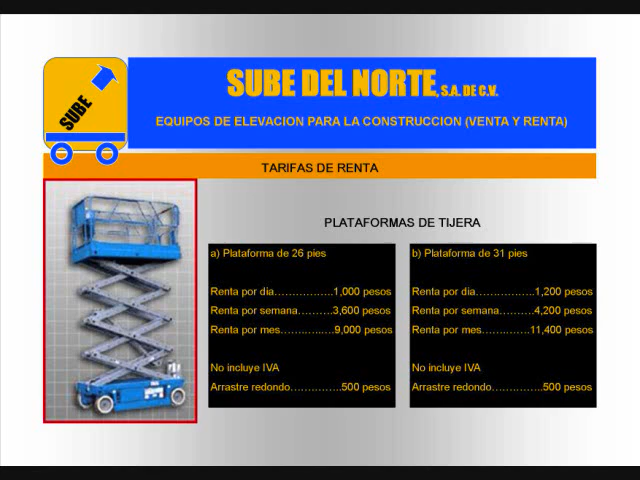 SUBE
SUBE DEL NORTE, S.A. DE C.V.
EQUIPOS DE ELEVACION PARA LA CONSTRUCCION (VENTA Y RENTA)
TARIFAS DE RENTA
PLATAFORMAS DE TIJERA
a) Plataforma de 26 pies
Renta por dia……………..1,000 pesos
Renta por semana………3,600 pesos
Renta por mes…….…....9,000 pesos
No incluye IVA
Arrastre redondo…………….500 pesos
b) Plataforma de 31 pies
Renta por dia……………..1,200 pesos
Renta por semana……….4,200 pesos
Renta por mes…….…….11,400 pesos
No incluye IVA
Arrastre redondo…………..500 pesos